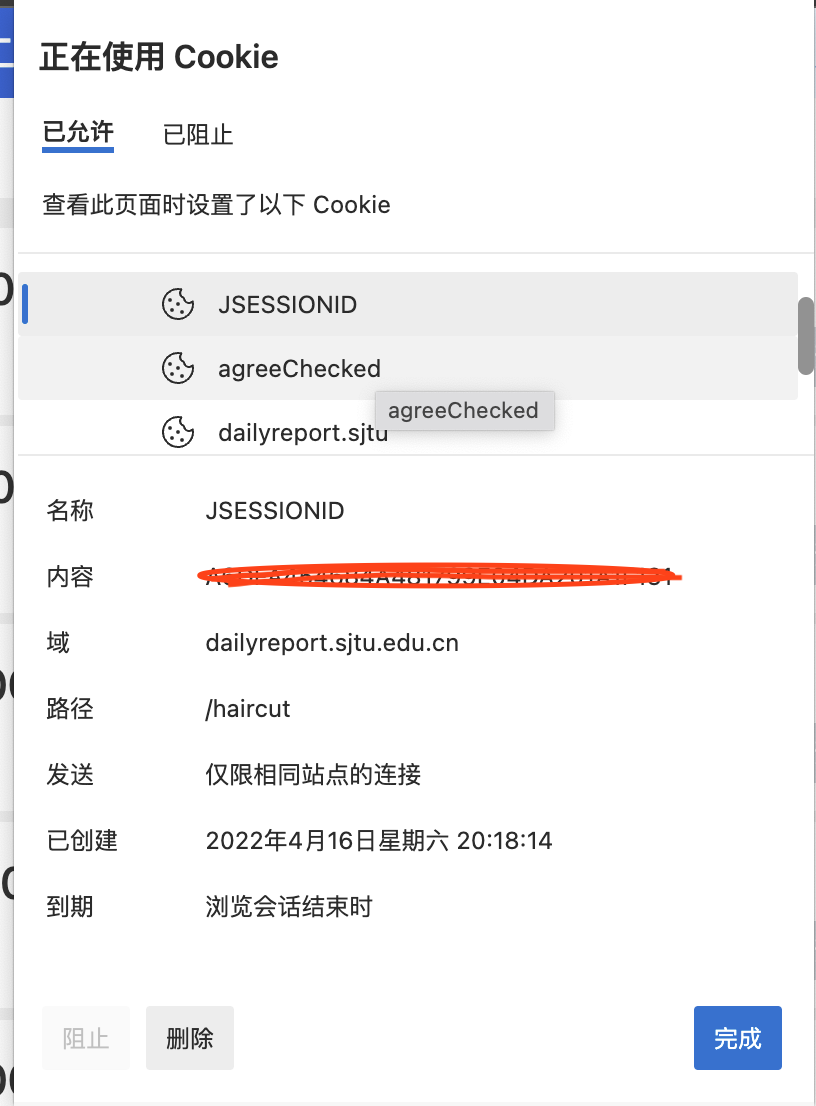 正在使用 Cookie
已允许 已阻止
查看此页面时设置了以下 Cookie
JSESSIONID
agreeChecked
agreeChecked
dailyreport.sjtu
名称 JSESSIONID
内容
域 dailyreport.sjtu.edu.cn
路径 /haircut
发送 仅限相同站点的连接
已创建 2022年4月16日星期六 20:18:14
到期 浏览会话结束时
阻止 删除 完成